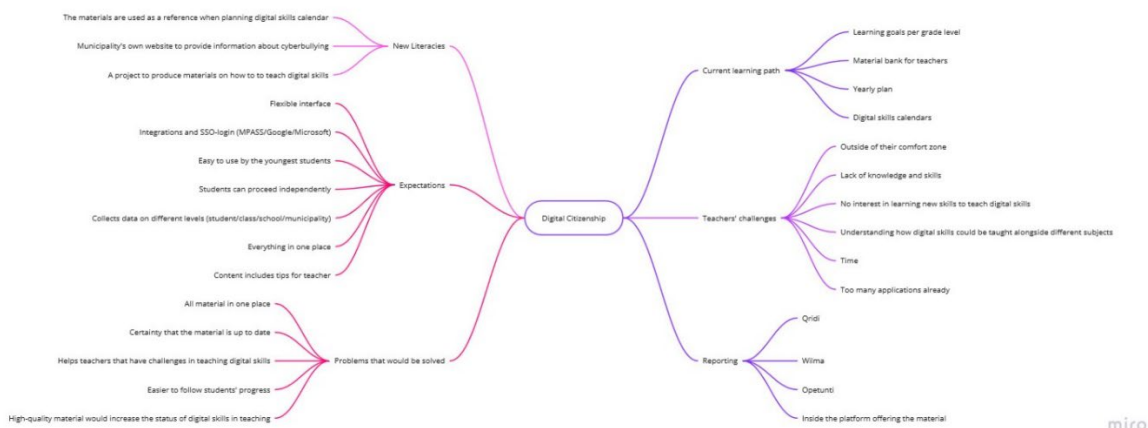 Digital Citizenship
New Literacies
The materials are used as a reference when planning digital skills calendar
Municipality's own website to provide information about cyberbullying
A project to produce materials on how to to teach digital skills
Expectations
Flexible interface
Integrations and SSO-login (MPASS/Google/Microsoft)
Easy to use by the youngest students
Students can proceed independently
Collects data on different levels (student/class/school/municipality)
Everything in one place
Content includes tips for teacher
Problems that would be solved
All material in one place
Certainty that the material is up to date
Helps teachers that have challenges in teaching digital skills
Easier to follow students' progress
High-quality material would increase the status of digital skills in teaching
Current learning path
Learning goals per grade level
Material bank for teachers
Yearly plan
Digital skills calendars
Teachers' challenges
Outside of their comfort zone
Lack of knowledge and skills
No interest in learning new skills to teach digital skills
Understanding how digital skills could be taught alongside different subjects
Time
Too many applications already
Reporting
Qridi
Wilma
Opetunti
Inside the platform offering the material
miro